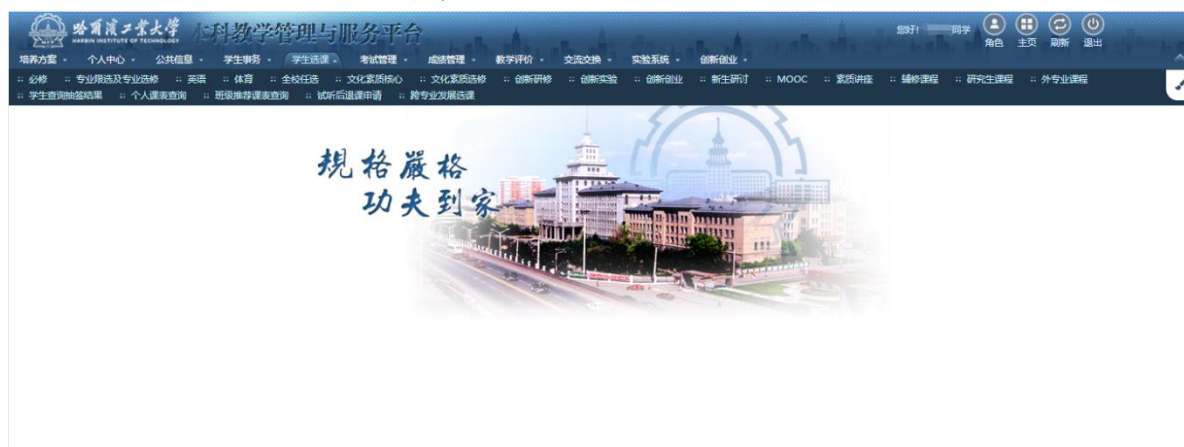 哈爾濱工業大學 本科教学管理与服务平台
HARBIN INSTITUTE OF TECHNOLOGY
您好! 同学 角色 主页 刷新 退出
培养方案 个人中心 公共信息 学生事务 学生选课 考试管理 成绩管理 教学评价 交流交换 实验系统 创新创业
:: 必修 :: 专业限选及专业选修 :: 英语 :: 体育 :: 全校任选 :: 文化素质核心 :: 文化素质选修 :: 创新研修 :: 创新实验 :: 创新创业 :: 新生研讨 :: MOOC :: 素质讲座 :: 辅修课程 :: 研究生课程 :: 外专业课程
:: 学生查询抽签结果 :: 个人课表查询 :: 班级推荐课表查询 :: 试听后退课申请 :: 跨专业发展选课
規格嚴格
功夫到家